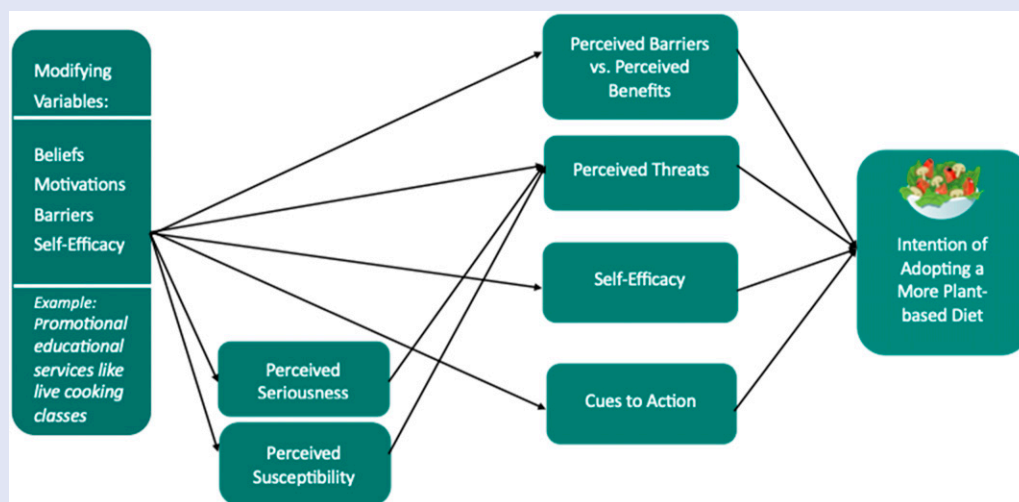 Modifying
Variables:
Beliefs
Motivations
Barriers
Self-Efficacy
Example:
Promotional
educational
services like
live cooking
classes
Perceived
Seriousness
Perceived
Susceptibility
Perceived Barriers
vs. Perceived
Benefits
Perceived Threats
Self-Efficacy
Cues to Action
Intention of
Adopting a
More Plant-
based Diet